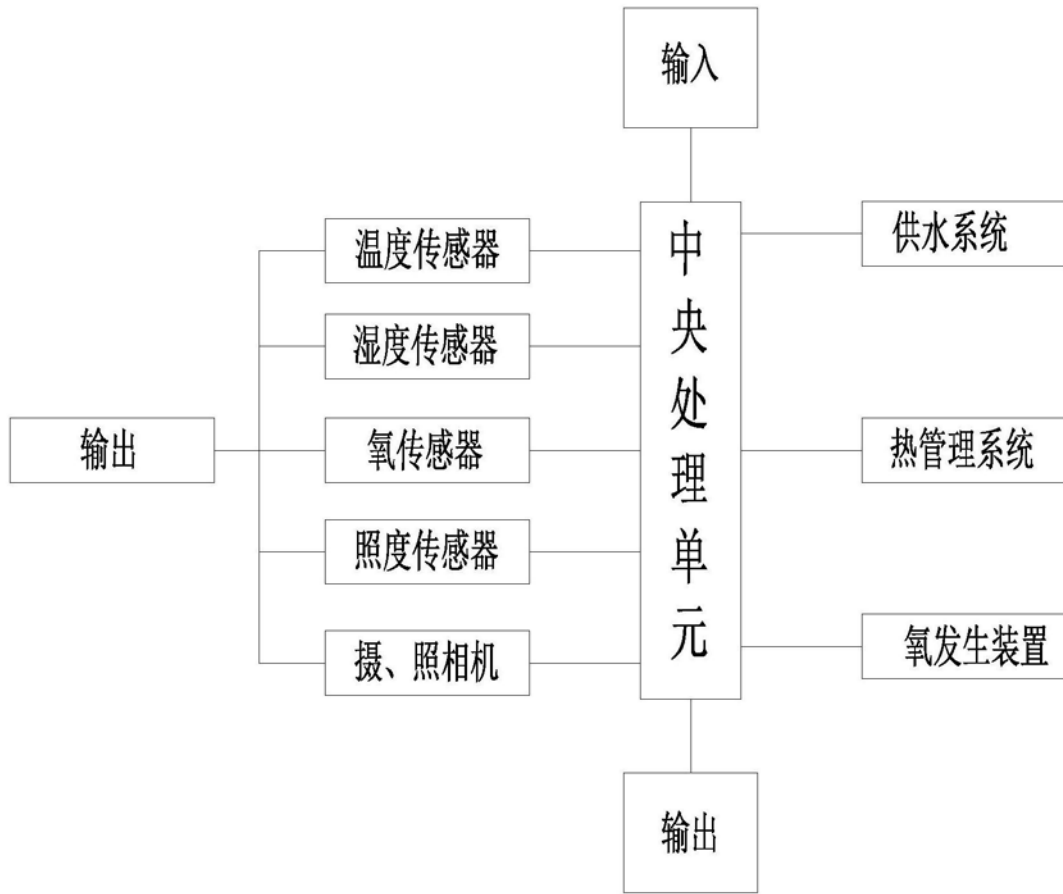 输入
温度传感器
湿度传感器
输出
氧传感器
照度传感器
摄、照相机
中央处理单元
供水系统
热管理系统
氧发生装置
输出